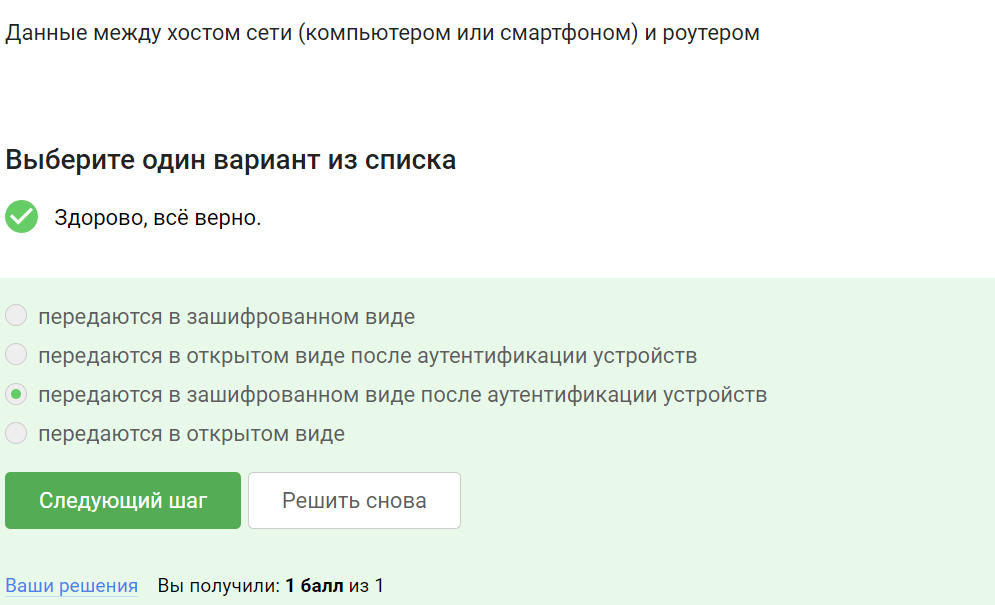 Данные между хостом сети (компьютером или смартфоном) и роутером
Выберите один вариант из списка
Здорово, всё верно.
передаются в зашифрованном виде
передаются в открытом виде после аутентификации устройств
передаются в зашифрованном виде после аутентификации устройств
передаются в открытом виде
Следующий шаг Решить снова
Ваши решения Вы получили: 1 балл из 1